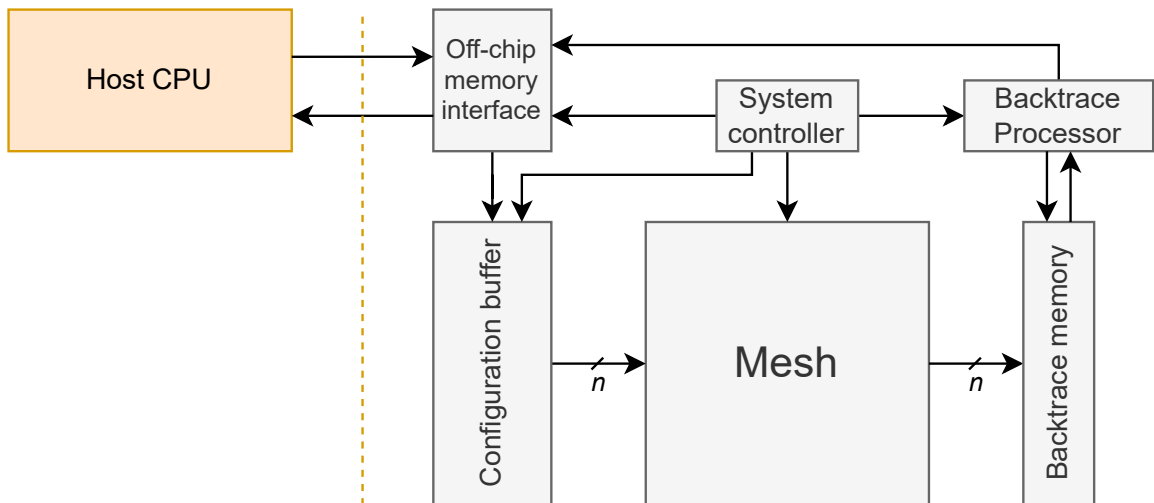 Host CPU
Off-chip
memory
interface
System
controller
Backtrace
Processor
Configuration buffer
n
Mesh
n
Backtrace memory